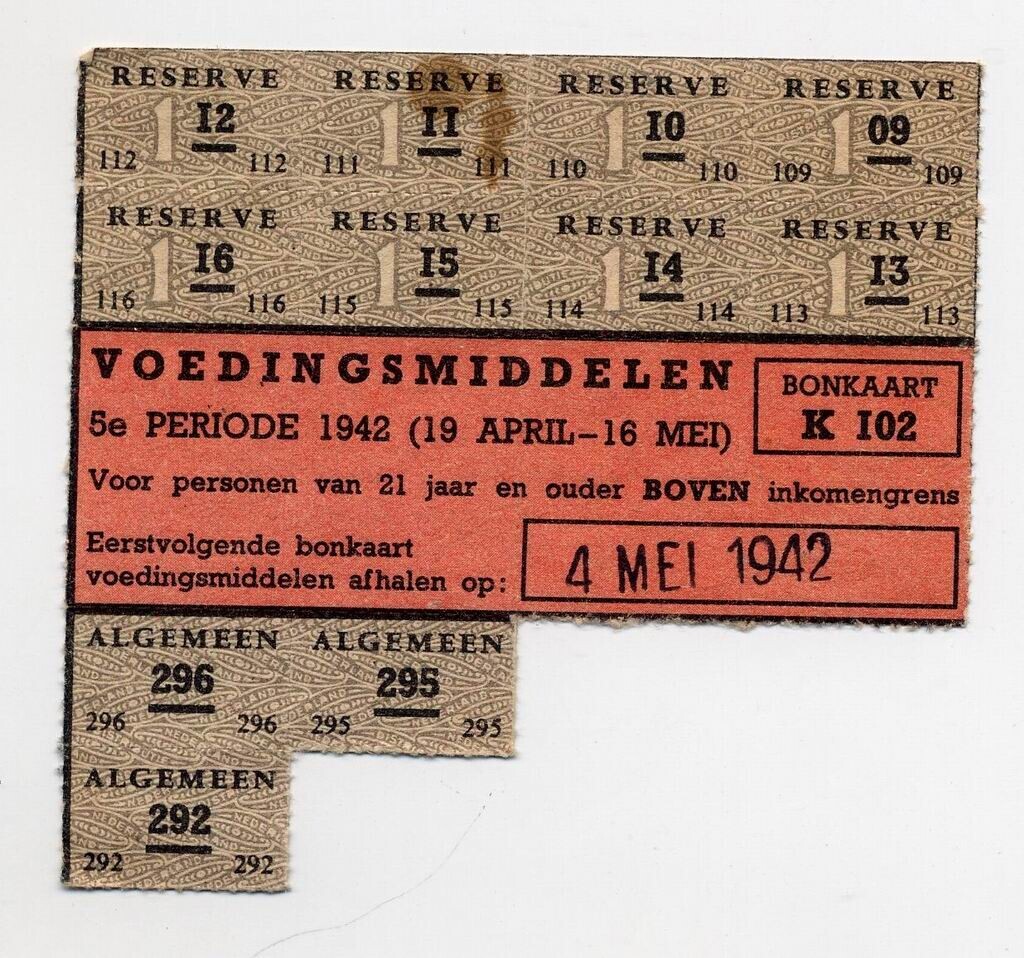 RESERVE RESERVE RESERVE RESERVE
1 12 1 11 1 10 1 09
112 112 111 111 110 110 109 109
RESERVE RESERVE RESERVE RESERVE
1 16 1 15 1 14 1 13
116 116 115 115 114 114 113 113
VOEDINGSMIDDELEN
BONKAART
K 102
5e PERIODE 1942 (19 APRIL–16 MEI)
Voor personen van 21 jaar en ouder BOVEN inkomengrens
Eerstvolgende bonkaart
voedingsmiddelen afhalen op:
4 MEI 1942
ALGEMEEN ALGEMEEN
296 295
296 296 295 295
ALGEMEEN
292
292 292